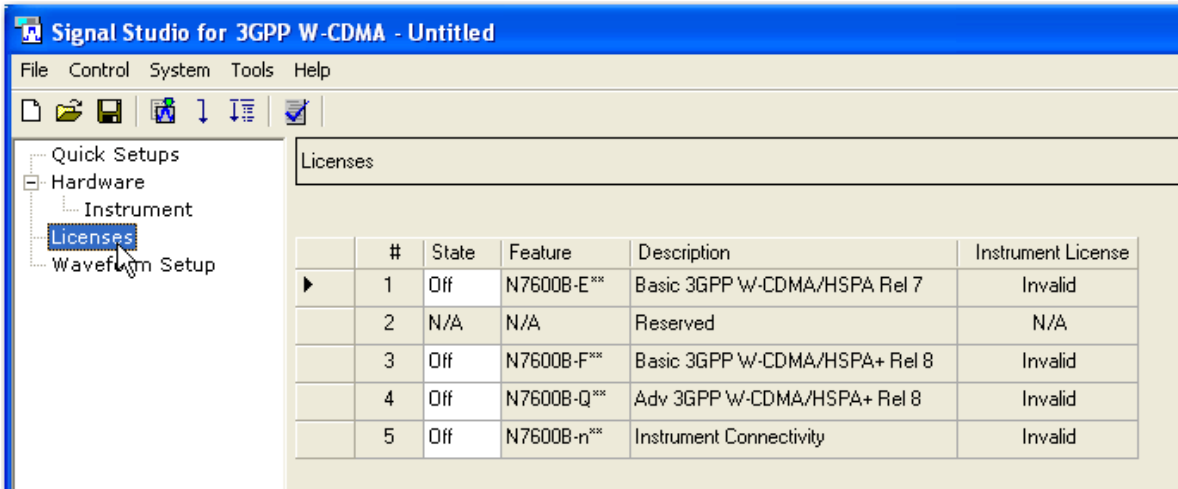 Signal Studio for 3GPP W-CDMA - Untitled
File Control System Tools Help
Quick Setups
Hardware
Instrument
Licenses
Waveform Setup
Licenses
# State Feature Description Instrument License
1 Off N7600B-E** Basic 3GPP W-CDMA/HSPA Rel 7 Invalid
2 N/A N/A Reserved N/A
3 Off N7600B-F** Basic 3GPP W-CDMA/HSPA+ Rel 8 Invalid
4 Off N7600B-Q** Adv 3GPP W-CDMA/HSPA+ Rel 8 Invalid
5 Off N7600B-n** Instrument Connectivity Invalid